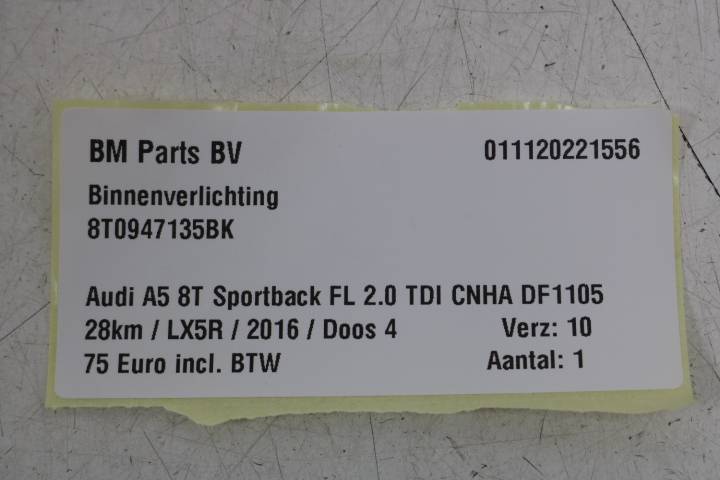 BM Parts BV 011120221556
Binnenverlichting
8T0947135BK
Audi A5 8T Sportback FL 2.0 TDI CNHA DF1105
28km / LX5R / 2016 / Doos 4 Verz: 10
75 Euro incl. BTW Aantal: 1